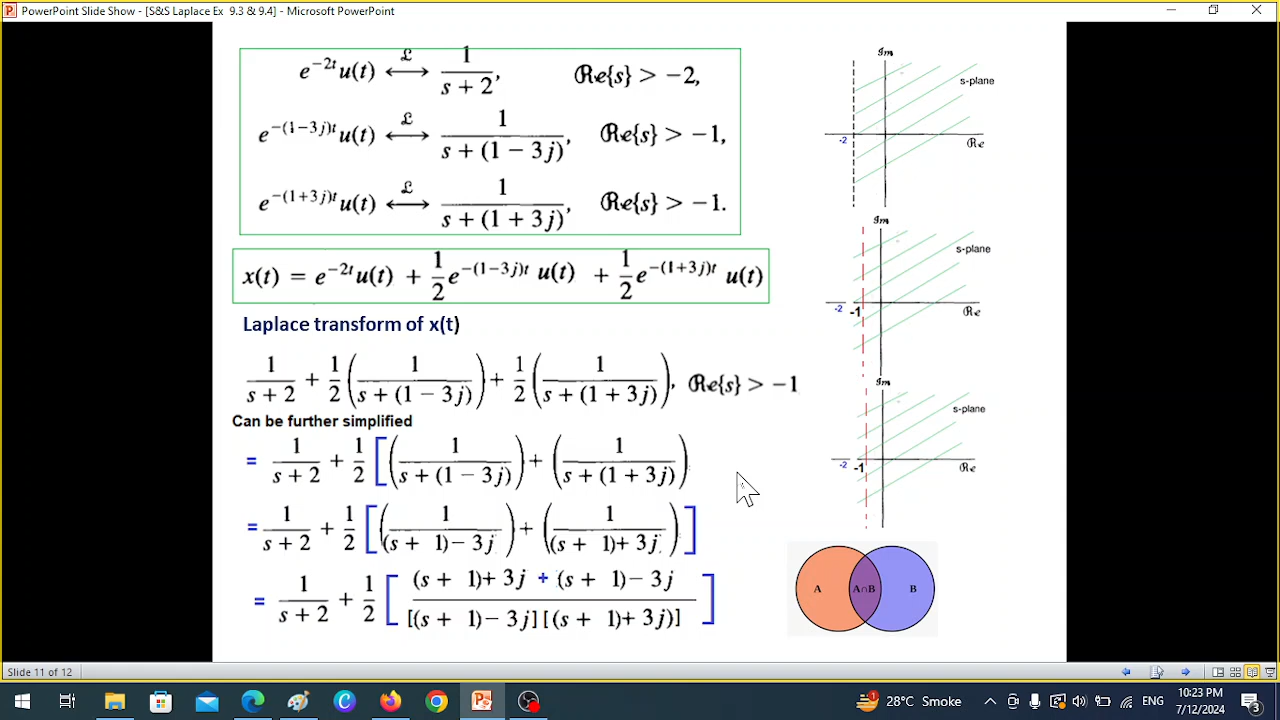 PowerPoint Slide Show - [S&S Laplace Ex 9.3 & 9.4] - Microsoft PowerPoint
e^{-2t}u(t) ⟷^ℒ 1/(s + 2), ℛe{s} > −2,
e^{-(1−3j)t}u(t) ⟷^ℒ 1/(s + (1 − 3j)), ℛe{s} > −1,
e^{-(1+3j)t}u(t) ⟷^ℒ 1/(s + (1 + 3j)), ℛe{s} > −1.
x(t) = e^{-2t}u(t) + 1/2 e^{-(1−3j)t} u(t) + 1/2 e^{-(1+3j)t} u(t)
Laplace transform of x(t)
1/(s + 2) + 1/2 (1/(s + (1 − 3j))) + 1/2 (1/(s + (1 + 3j))), ℛe{s} > −1
Can be further simplified
= 1/(s + 2) + 1/2 [(1/(s + (1 − 3j))) + (1/(s + (1 + 3j)))
= 1/(s + 2) + 1/2 [(1/((s + 1) − 3j)) + (1/((s + 1) + 3j))]
= 1/(s + 2) + 1/2 [ (s + 1)+ 3j + (s + 1)− 3j / [(s + 1)− 3j] [(s + 1)+ 3j)] ]
ℐm
s-plane
-2
ℛe
ℐm
s-plane
-2 -1
ℛe
ℐm
s-plane
-2 -1
ℛe
A A∩B B
Slide 11 of 12
28°C Smoke
ENG
10:23 PM
7/12/2024
1
3